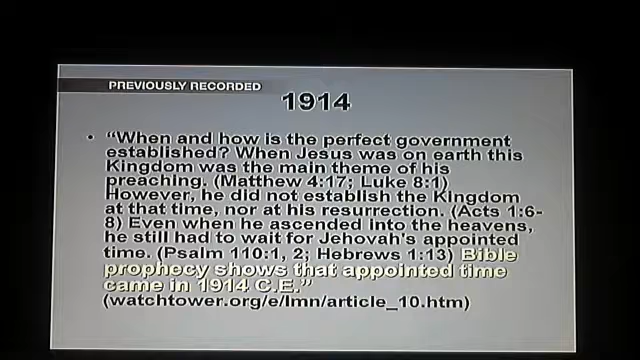 PREVIOUSLY RECORDED
1914
• “When and how is the perfect government
established? When Jesus was on earth this
Kingdom was the main theme of his
preaching. (Matthew 4:17; Luke 8:1)
However, he did not establish the Kingdom
at that time, nor at his resurrection. (Acts 1:6-
8) Even when he ascended into the heavens,
he still had to wait for Jehovah's appointed
time. (Psalm 110:1, 2; Hebrews 1:13) Bible
prophecy shows that appointed time
came in 1914 C.E.”
(watchtower.org/e/lmn/article_10.htm)